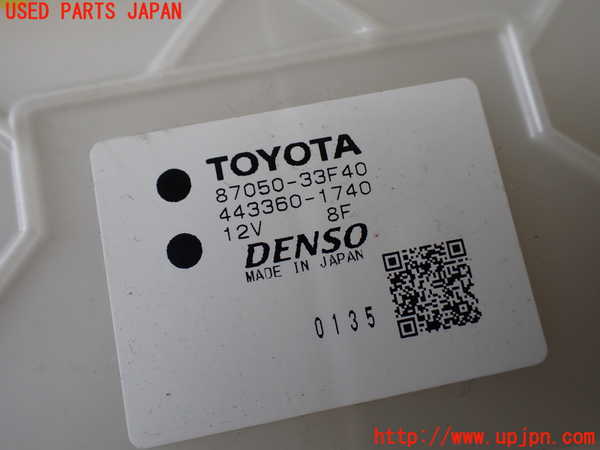 USED PARTS JAPAN
TOYOTA
87050-33F40
443360-1740
12V 8F
DENSO
MADE IN JAPAN
0135
http://www.upjpn.com/